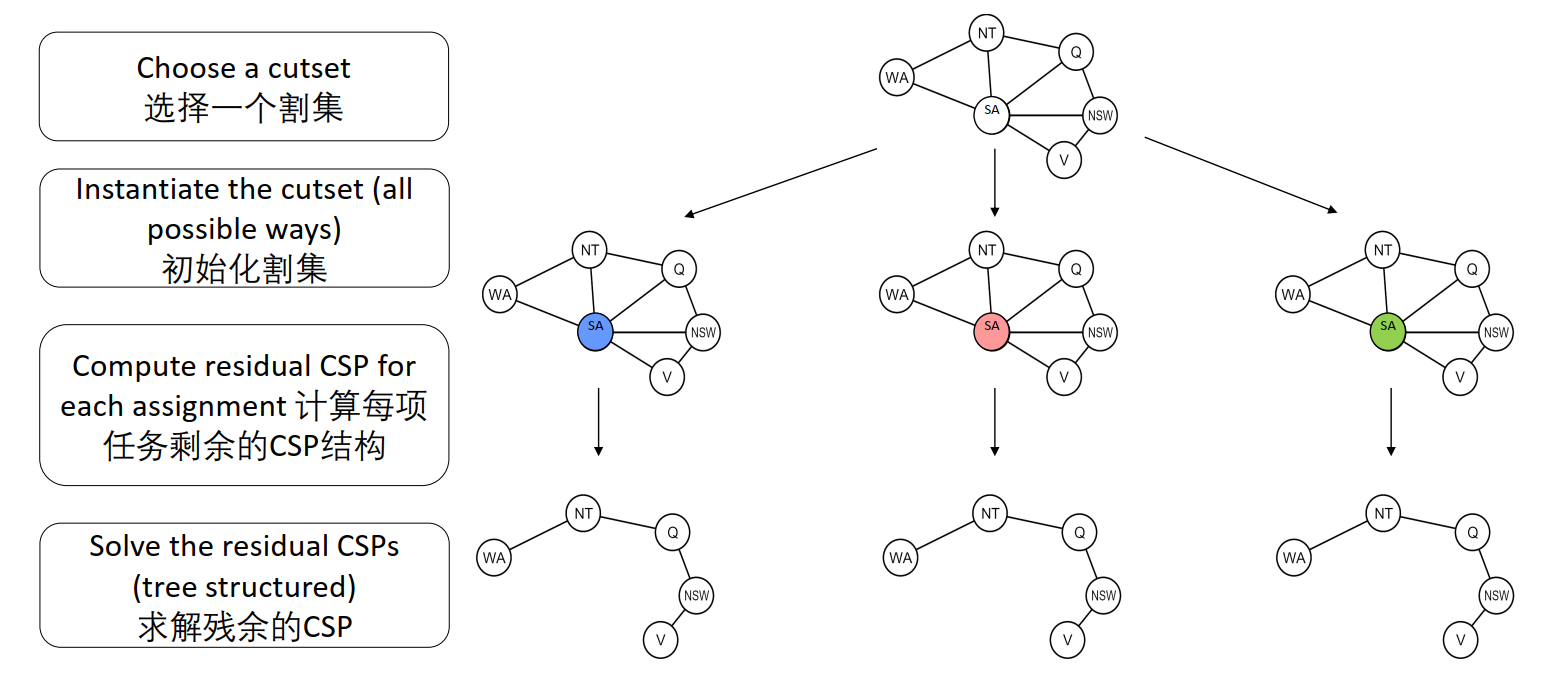 Choose a cutset
选择一个割集
Instantiate the cutset (all
possible ways)
初始化割集
Compute residual CSP for
each assignment 计算每项
任务剩余的CSP结构
Solve the residual CSPs
(tree structured)
求解残余的CSP
NT
Q
WA
SA
NSW
V
NT
Q
WA
SA
NSW
V
NT
Q
WA
SA
NSW
V
NT
Q
WA
SA
NSW
V
NT
Q
WA
NSW
V
NT
Q
WA
NSW
V
NT
Q
WA
NSW
V